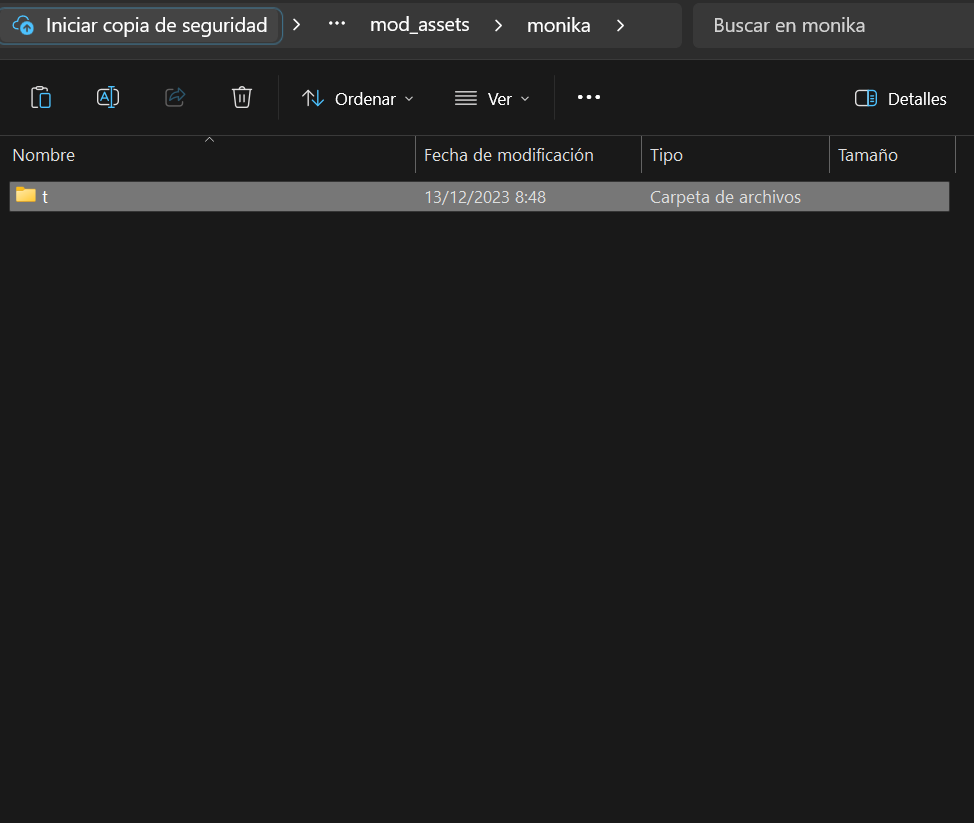 Iniciar copia de seguridad > ... mod_assets > monika > Buscar en monika
Ordenar Ver ... Detalles
Nombre Fecha de modificación Tipo Tamaño
t 13/12/2023 8:48 Carpeta de archivos